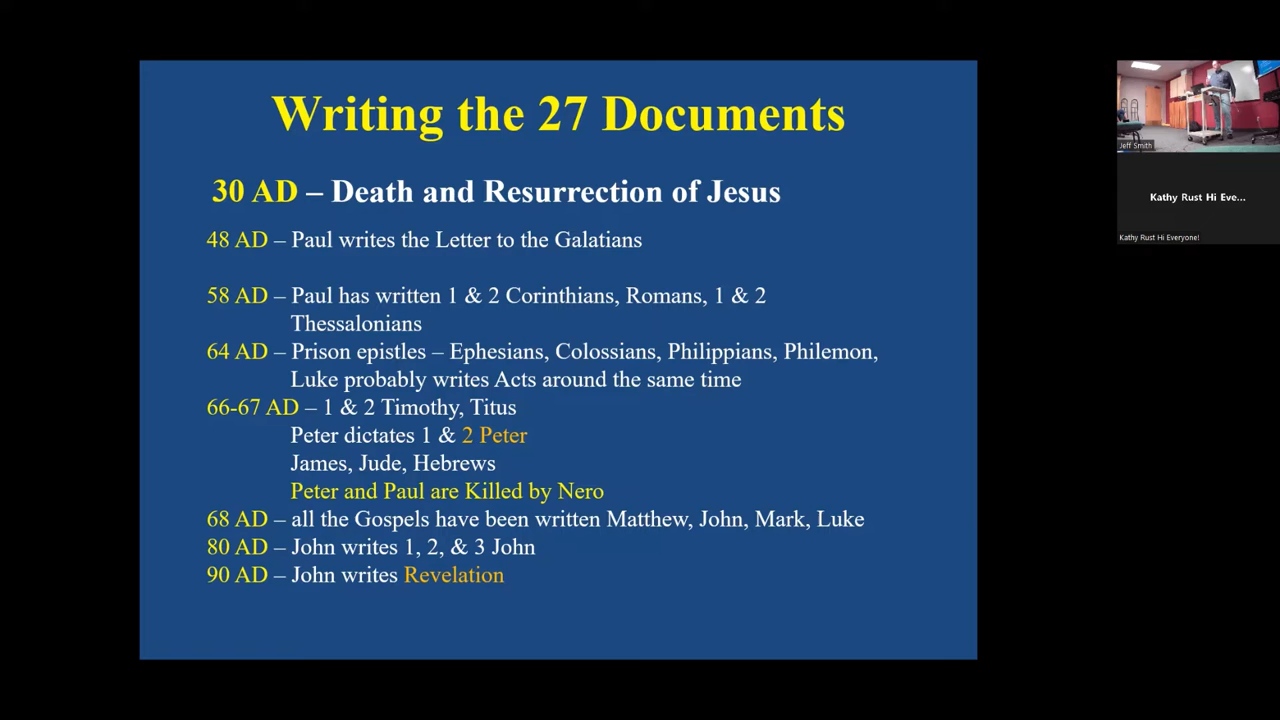 Writing the 27 Documents
30 AD – Death and Resurrection of Jesus
48 AD – Paul writes the Letter to the Galatians
58 AD – Paul has written 1 & 2 Corinthians, Romans, 1 & 2
Thessalonians
64 AD – Prison epistles – Ephesians, Colossians, Philippians, Philemon,
Luke probably writes Acts around the same time
66-67 AD – 1 & 2 Timothy, Titus
Peter dictates 1 & 2 Peter
James, Jude, Hebrews
Peter and Paul are Killed by Nero
68 AD – all the Gospels have been written Matthew, John, Mark, Luke
80 AD – John writes 1, 2, & 3 John
90 AD – John writes Revelation
Jeff Smith
Kathy Rust Hi Eve...
Kathy Rust Hi Everyone!